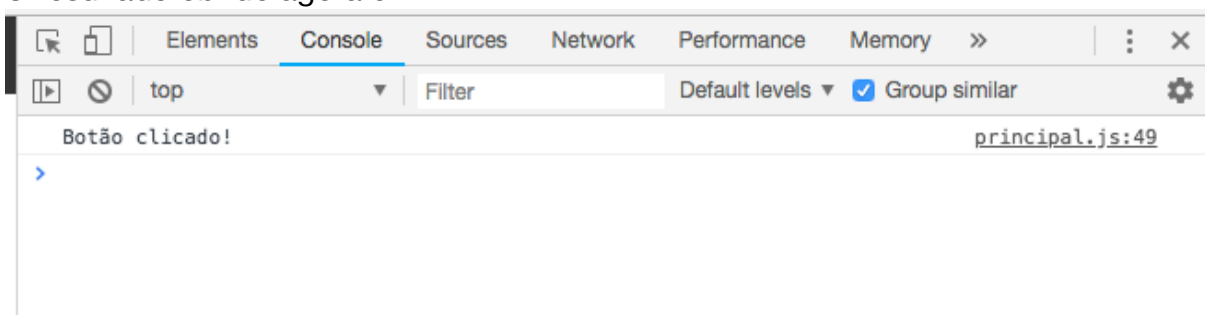 Elements Console Sources Network Performance Memory »
top Filter Default levels Group similar
Botão clicado! principal.js:49
>